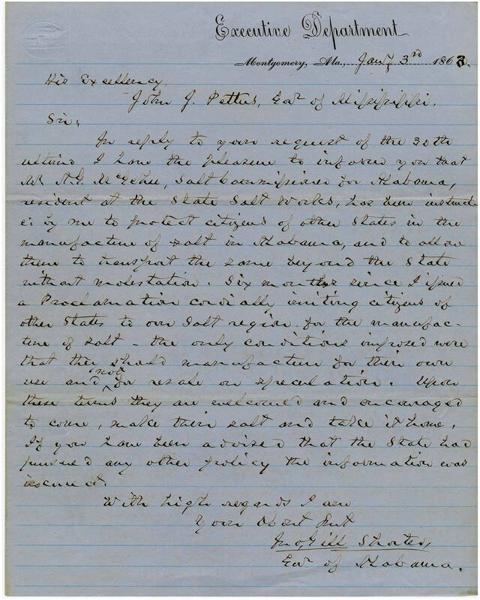 Executive Department
Montgomery, Ala., Jany 3rd 1863.
His Excellency,
John J. Pettus, Gov of Mississippi.
Sir,
In reply to your request of the 30th
ultimo I have the pleasure to inform you that
Mr A.G. McGehee, Salt Commissioner for Alabama,
resident at the State Salt Works, has been instruct
ed by me to protect citizens of other States in the
manufacture of salt in Alabama, and to allow
them to transport the same beyond the State
without molestation. Six months since I issued
a Proclamation cordially inviting citizens of
other States to our Salt region, for the manufac-
ture of salt - the only conditions imposed were
that they should manufacture for their own
use and not for resale on speculation. Upon
these terms they are welcomed and encouraged
to come, make their salt and take it home.
If you have been advised that the State has
pursued any other policy the information was
incorrect.
With high regards I am
Your Obedt Svt
Jno. Gill Shorter,
Gov of Alabama.